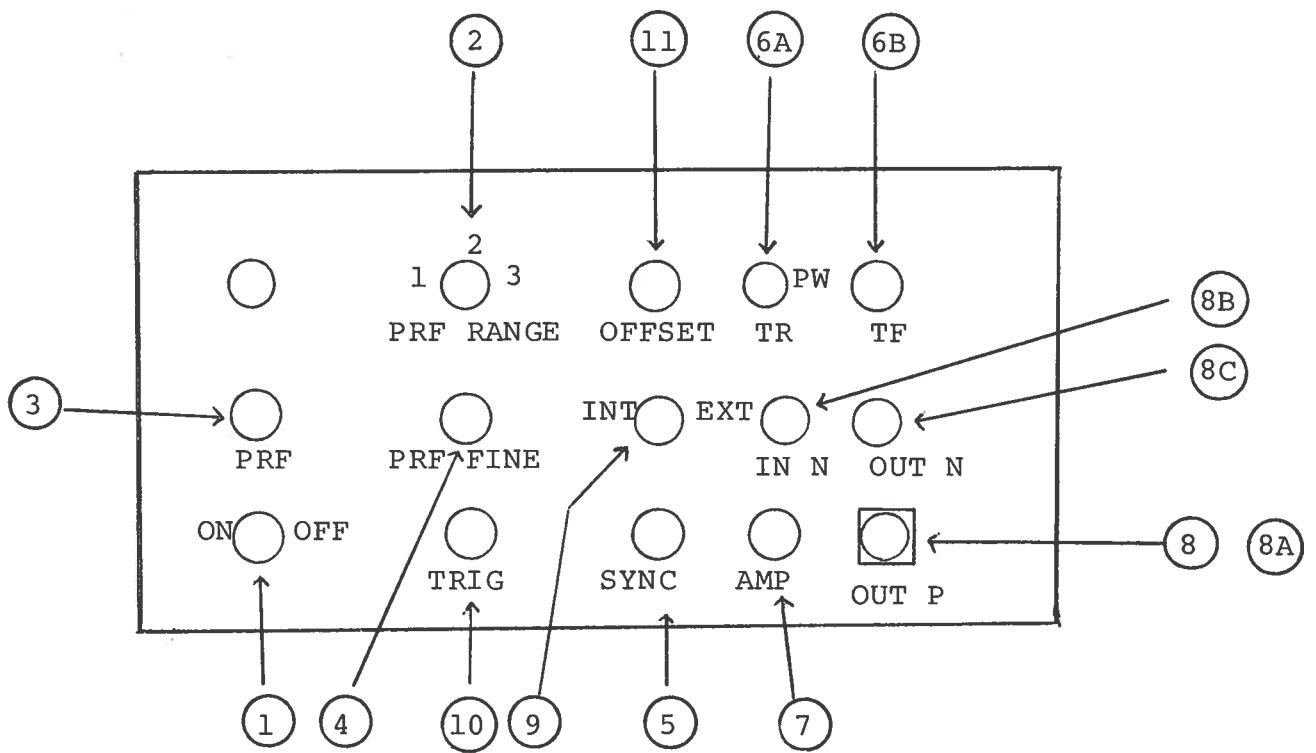 2 11 6A 6B
2
1 3 PW
PRF RANGE OFFSET TR TF
8B
8C
3
INT EXT
PRF PRF FINE IN N OUT N
ON OFF
8 8A
TRIG SYNC AMP OUT P
1 4 10 9 5 7